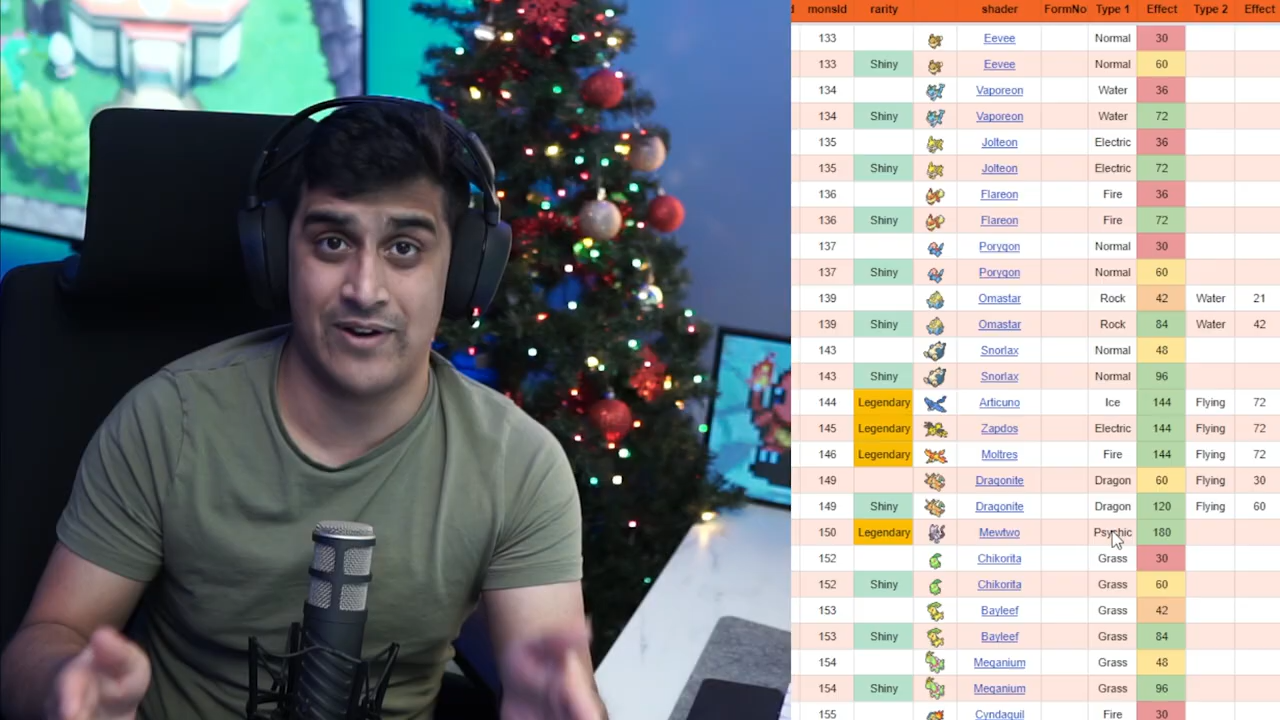 monsId rarity shader FormNo Type 1 Effect Type 2 Effect
133 Eevee Normal 30
133 Shiny Eevee Normal 60
134 Vaporeon Water 36
134 Shiny Vaporeon Water 72
135 Jolteon Electric 36
135 Shiny Jolteon Electric 72
136 Flareon Fire 36
136 Shiny Flareon Fire 72
137 Porygon Normal 30
137 Shiny Porygon Normal 60
139 Omastar Rock 42 Water 21
139 Shiny Omastar Rock 84 Water 42
143 Snorlax Normal 48
143 Shiny Snorlax Normal 96
144 Legendary Articuno Ice 144 Flying 72
145 Legendary Zapdos Electric 144 Flying 72
146 Legendary Moltres Fire 144 Flying 72
149 Dragonite Dragon 60 Flying 30
149 Shiny Dragonite Dragon 120 Flying 60
150 Legendary Mewtwo Psychic 180
152 Chikorita Grass 30
152 Shiny Chikorita Grass 60
153 Bayleef Grass 42
153 Shiny Bayleef Grass 84
154 Meganium Grass 48
154 Shiny Meganium Grass 96
155 Cyndaquil Fire 30